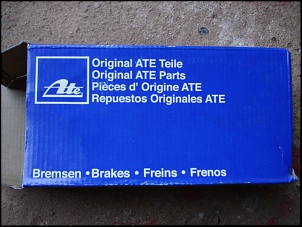 Ate
Original ATE Teile
Original ATE Parts
Pièces d' Origine ATE
Repuestos Originales ATE
Bremsen • Brakes • Freins • Frenos